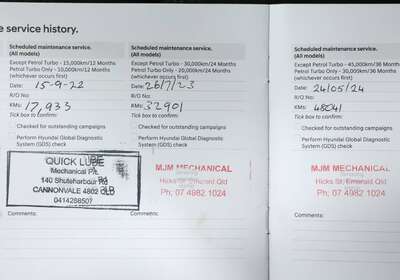 e service history.
Scheduled maintenance service.
(All models)
Except Petrol Turbo - 15,000km/12 Months
Petrol Turbo Only - 10,000km/12 Months
(whichever occurs first)
Date: 15-9-22
R/O No:
KMs: 17,933
Tick box to confirm:
Checked for outstanding campaigns
Perform Hyundai Global Diagnostic
System (GDS) check
QUICK LUBE
Mechanical P/L
140 Shuteharbour Rd
CANNONVALE 4802 QLB
0414286507
Comments:
Scheduled maintenance service.
(All models)
Except Petrol Turbo - 30,000km/24 Months
Petrol Turbo Only - 20,000km/24 Months
(whichever occurs first)
Date: 26/7/23
R/O No:
KMs: 32901
Tick box to confirm:
Checked for outstanding campaigns
Perform Hyundai Global Diagnostic
System (GDS) check
MJM MECHANICAL
Hicks St, Emerald Qld
Ph; 07 4982 1024
Comments:
Scheduled maintenance service.
(All models)
Except Petrol Turbo - 45,000km/36 Months
Petrol Turbo Only - 30,000km/36 Months
(whichever occurs first)
Date: 24/05/24
R/O No:
KMs: 48041
Tick box to confirm:
Checked for outstanding campaigns
Perform Hyundai Global Diagnostic
System (GDS) check
MJM MECHANICAL
Hicks St, Emerald Qld
Ph; 07 4982 1024
Comments: